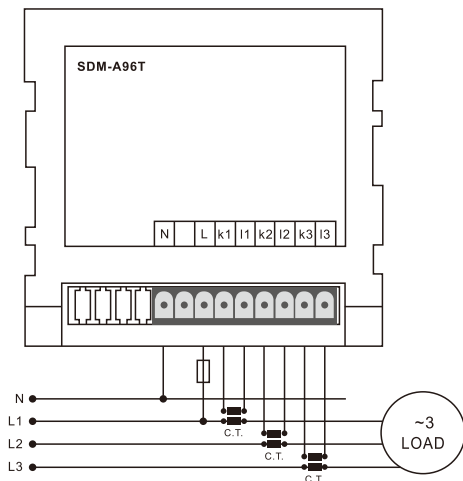 SDM-A96T
N L k1 l1 k2 l2 k3 l3
N
L1
C.T.
~3
LOAD
L2
C.T.
L3
C.T